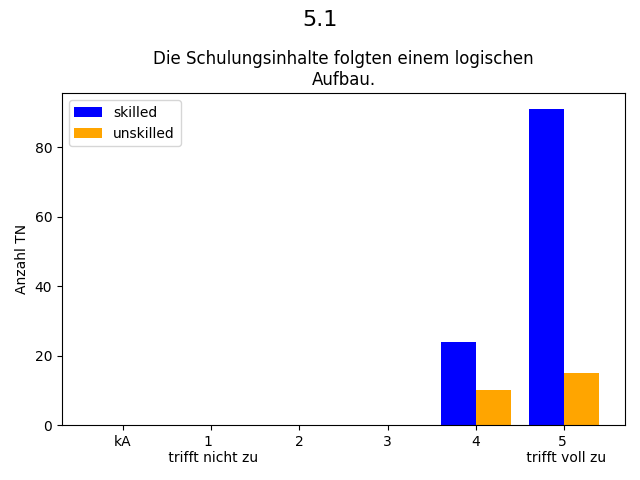 5.1
Die Schulungsinhalte folgten einem logischen
Aufbau.
skilled
unskilled
Anzahl TN
80
60
40
20
0
kA 1 2 3 4 5
trifft nicht zu trifft voll zu